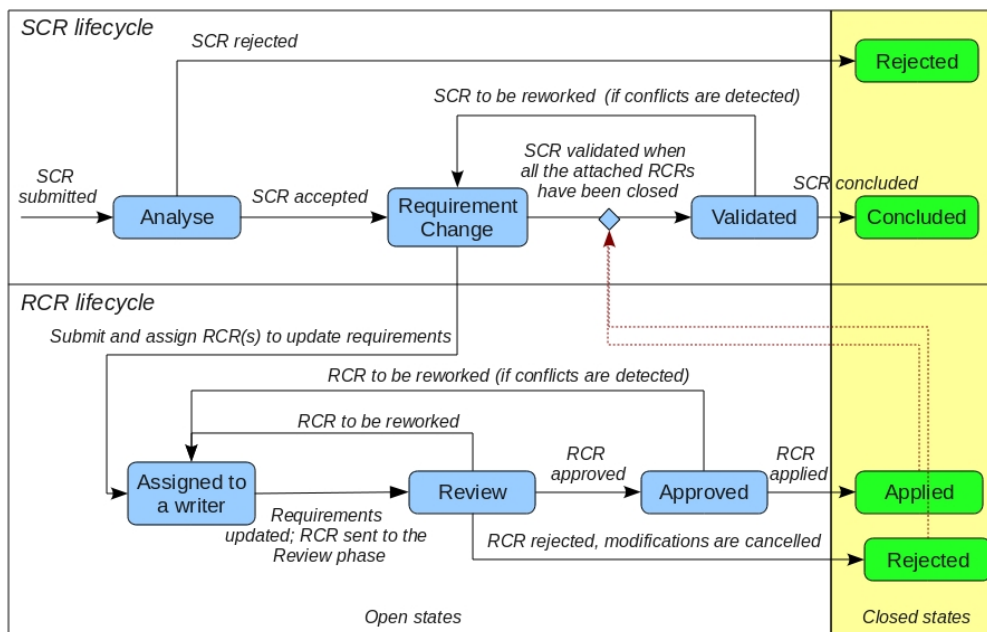 SCR lifecycle
SCR rejected
Rejected
SCR to be reworked (if conflicts are detected)
SCR
submitted
Analyse
SCR accepted
Requirement
Change
SCR validated when
all the attached RCRs
have been closed
Validated
SCR concluded
Concluded
RCR lifecycle
Submit and assign RCR(s) to update requirements
RCR to be reworked (if conflicts are detected)
RCR to be reworked
Assigned to
a writer
Requirements
updated; RCR sent to the
Review phase
Review
RCR
approved
Approved
RCR
applied
Applied
RCR rejected, modifications are cancelled
Rejected
Open states
Closed states